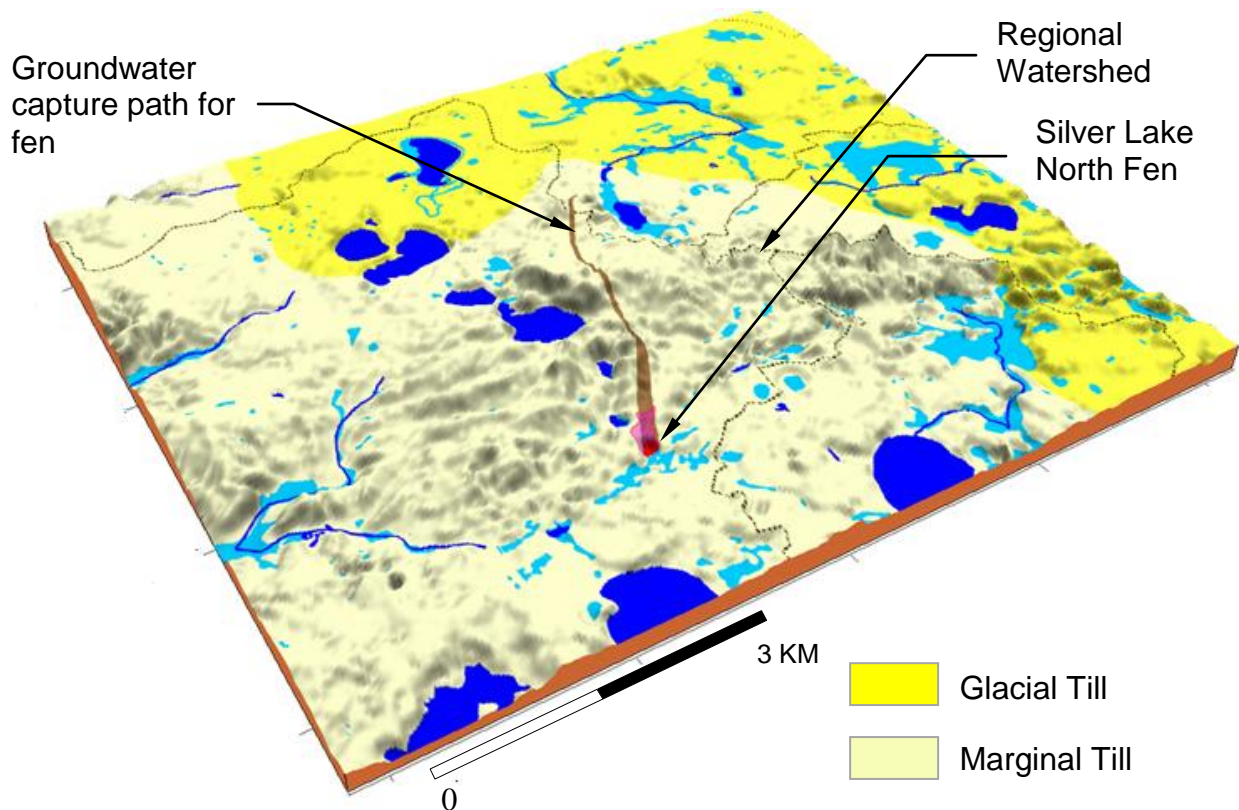 Groundwater
capture path for
fen
Regional
Watershed
Silver Lake
North Fen
3 KM
0
Glacial Till
Marginal Till